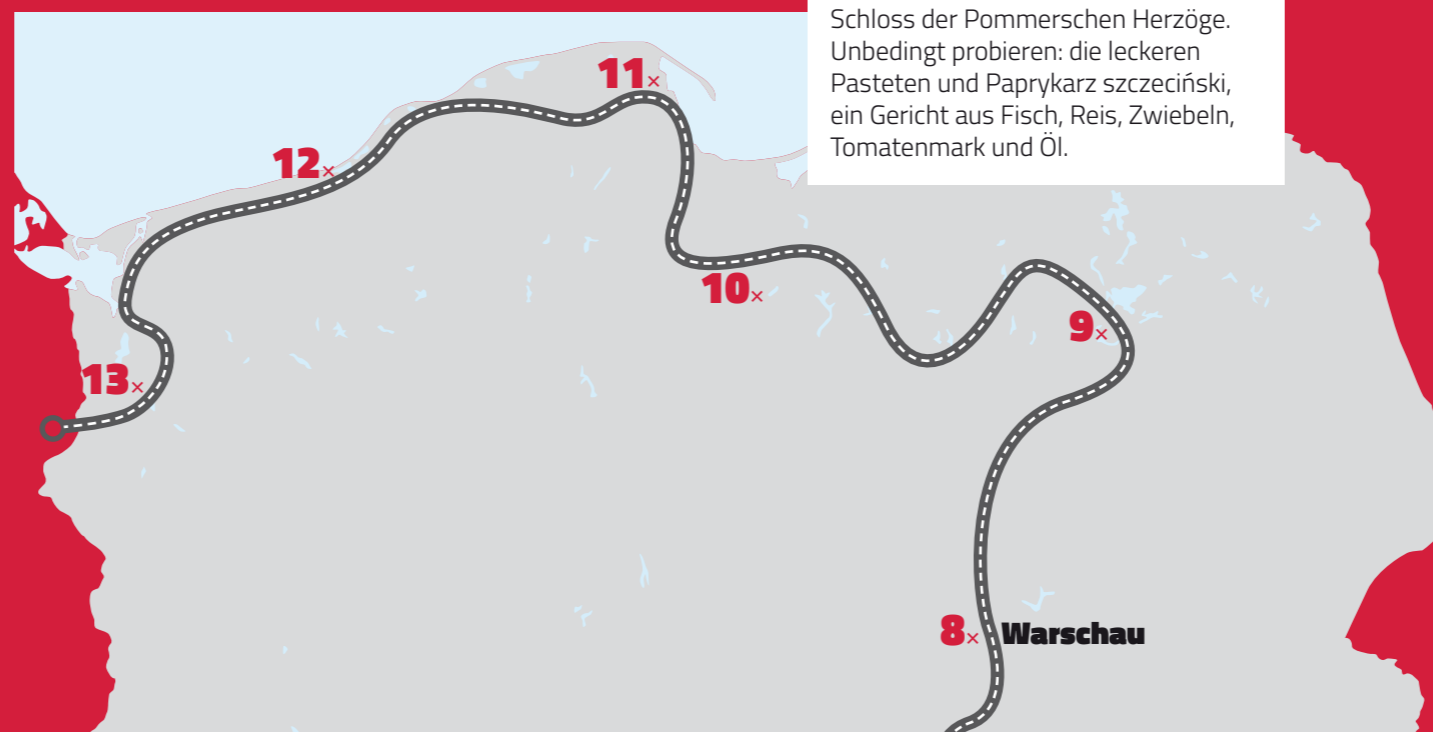 Schloss der Pommerschen Herzöge.
Unbedingt probieren: die leckeren
Pasteten und Paprykarz szczeciński,
ein Gericht aus Fisch, Reis, Zwiebeln,
Tomatenmark und Öl.
11×
12×
10×
9×
13×
8× Warschau